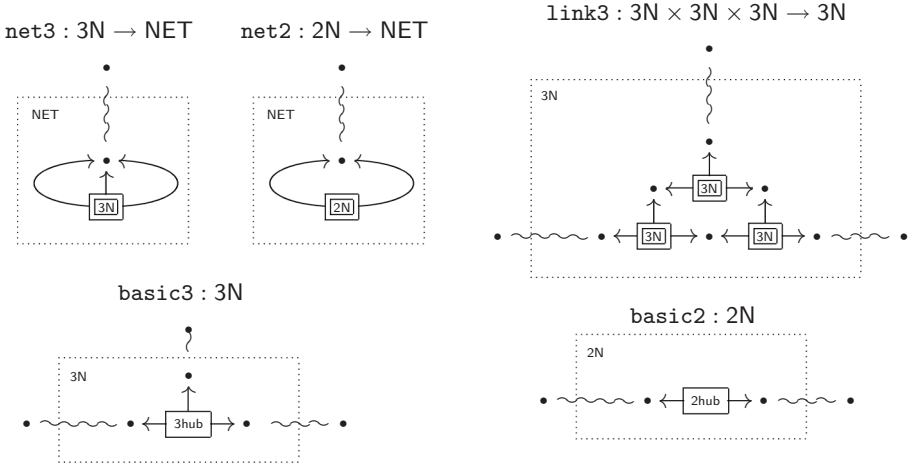 link3 : 3N × 3N × 3N → 3N
net3 : 3N → NET
net2 : 2N → NET
NET
NET
3N
3N
3N
2N
3N
3N
basic3 : 3N
basic2 : 2N
3N
2N
3hub
2hub